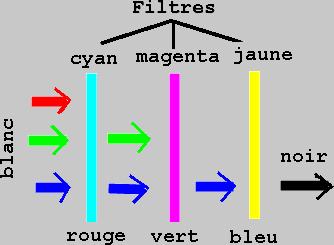 Filtres
cyan magenta jaune
blanc
noir
rouge vert bleu